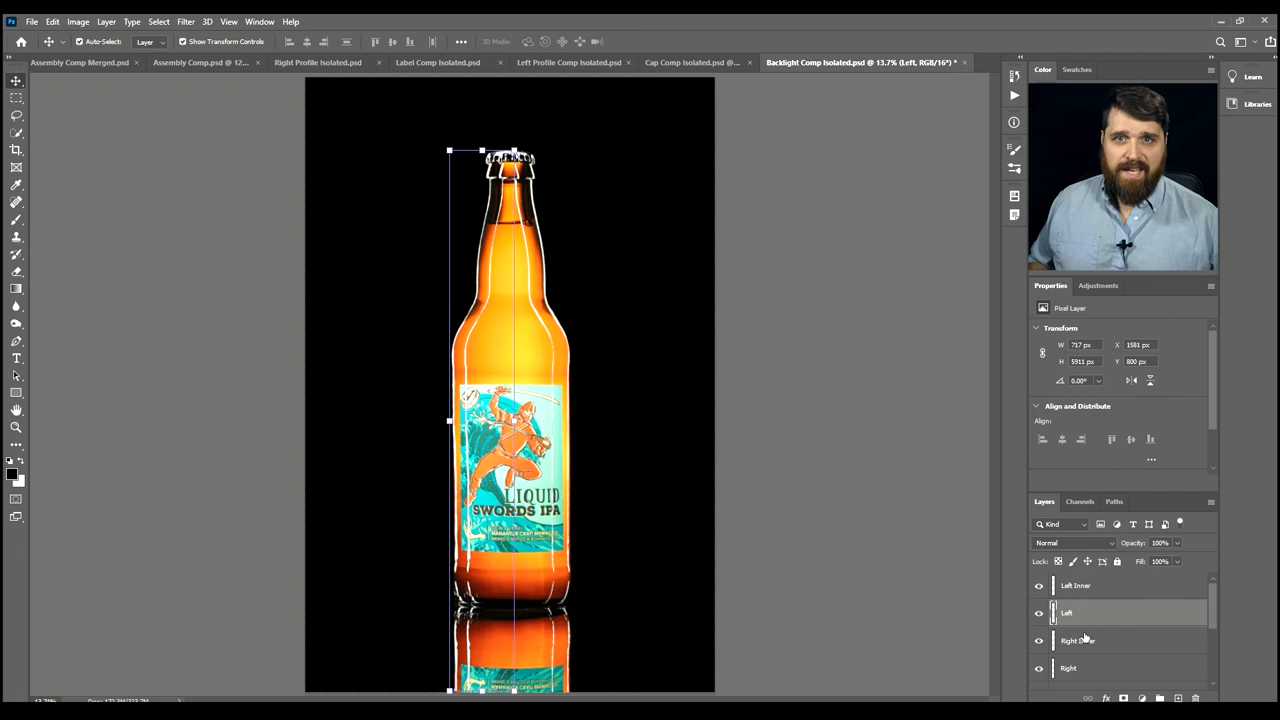 Ps File Edit Image Layer Type Select Filter 3D View Window Help
Auto-Select: Layer Show Transform Controls 3D Mode:
Assembly Comp Merged.psd × Assembly Comp.psd @ 12... × Right Profile Isolated.psd × Label Comp Isolated.psd × Left Profile Comp Isolated.psd × Cap Comp Isolated.psd @... × Backlight Comp Isolated.psd @ 13.7% (Left, RGB/16*) * ×
Color Swatches
Learn
Libraries
Properties Adjustments
Pixel Layer
Transform
W 717 px X 1581 px
H 5911 px Y 800 px
0.00°
Align and Distribute
Align:
LIQUID
SWORDS IPA
Layers Channels Paths
Kind
Normal Opacity: 100%
Lock: Fill: 100%
Left Inner
Left
Right Inner
Right